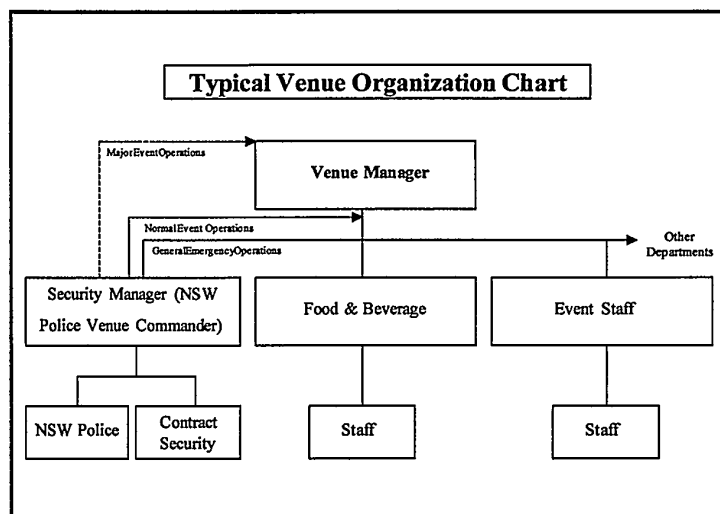 Typical Venue Organization Chart
MajorEventOperations
Venue Manager
NormalEvent Operations
GeneralEmergencyOperations
Other
Departments
Security Manager (NSW
Police Venue Commander)
Food & Beverage
Event Staff
NSW Police
Contract
Security
Staff
Staff